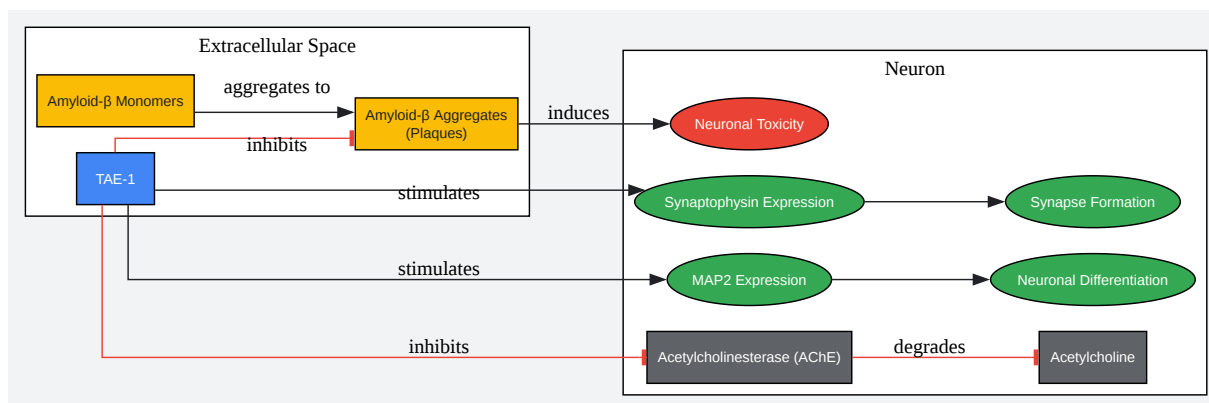 Extracellular Space
Neuron
Amyloid-β Monomers
aggregates to
Amyloid-β Aggregates
(Plaques)
induces
Neuronal Toxicity
inhibits
TAE-1
stimulates
Synaptophysin Expression
Synapse Formation
stimulates
MAP2 Expression
Neuronal Differentiation
inhibits
Acetylcholinesterase (AChE)
degrades
Acetylcholine